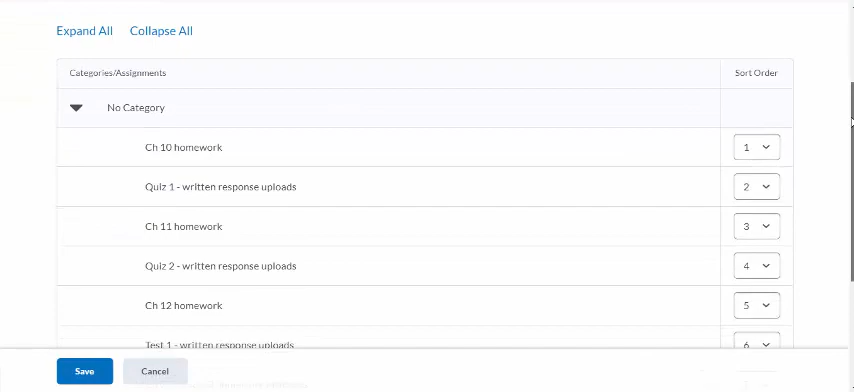 Expand All Collapse All
Categories/Assignments Sort Order
No Category
Ch 10 homework 1
Quiz 1 - written response uploads 2
Ch 11 homework 3
Quiz 2 - written response uploads 4
Ch 12 homework 5
Test 1 - written response uploads 6
Save Cancel